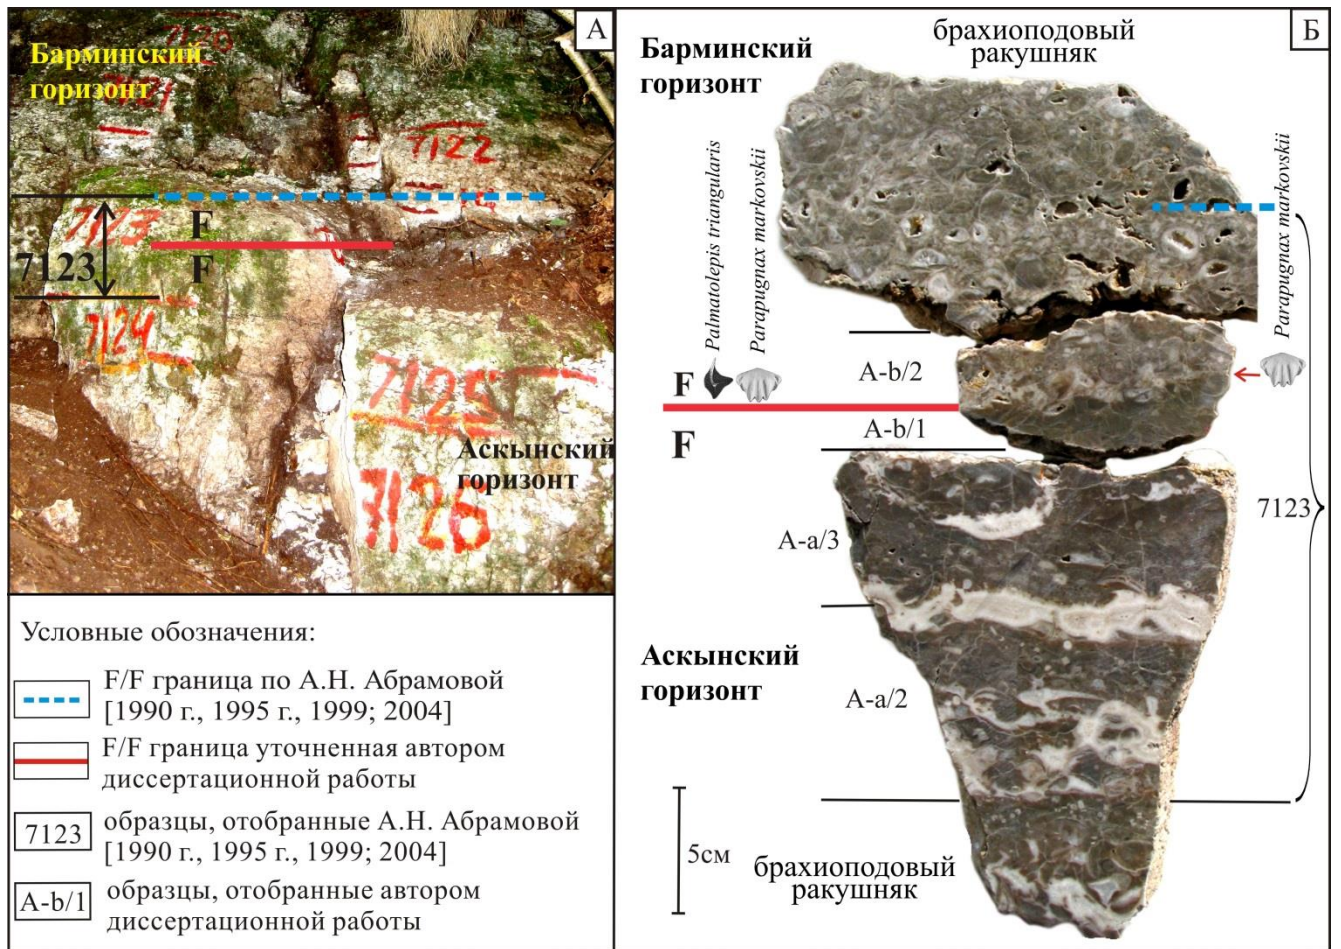 А
Барминский
горизонт
7120
7121
7122
7123
7123
F
F
7124
7125
Аскынский
горизонт
7126
Условные обозначения:
F/F граница по А.Н. Абрамовой
[1990 г., 1995 г., 1999; 2004]
F/F граница уточненная автором
диссертационной работы
7123
образцы, отобранные А.Н. Абрамовой
[1990 г., 1995 г., 1999; 2004]
A-b/1
образцы, отобранные автором
диссертационной работы
Б
брахиоподовый
ракушняк
Барминский
горизонт
Palmatolepis triangularis
Parapugnax markovskii
Parapugnax markovskii
A-b/2
F
A-b/1
F
7123
A-a/3
Аскынский
горизонт
A-a/2
5см
брахиоподовый
ракушняк